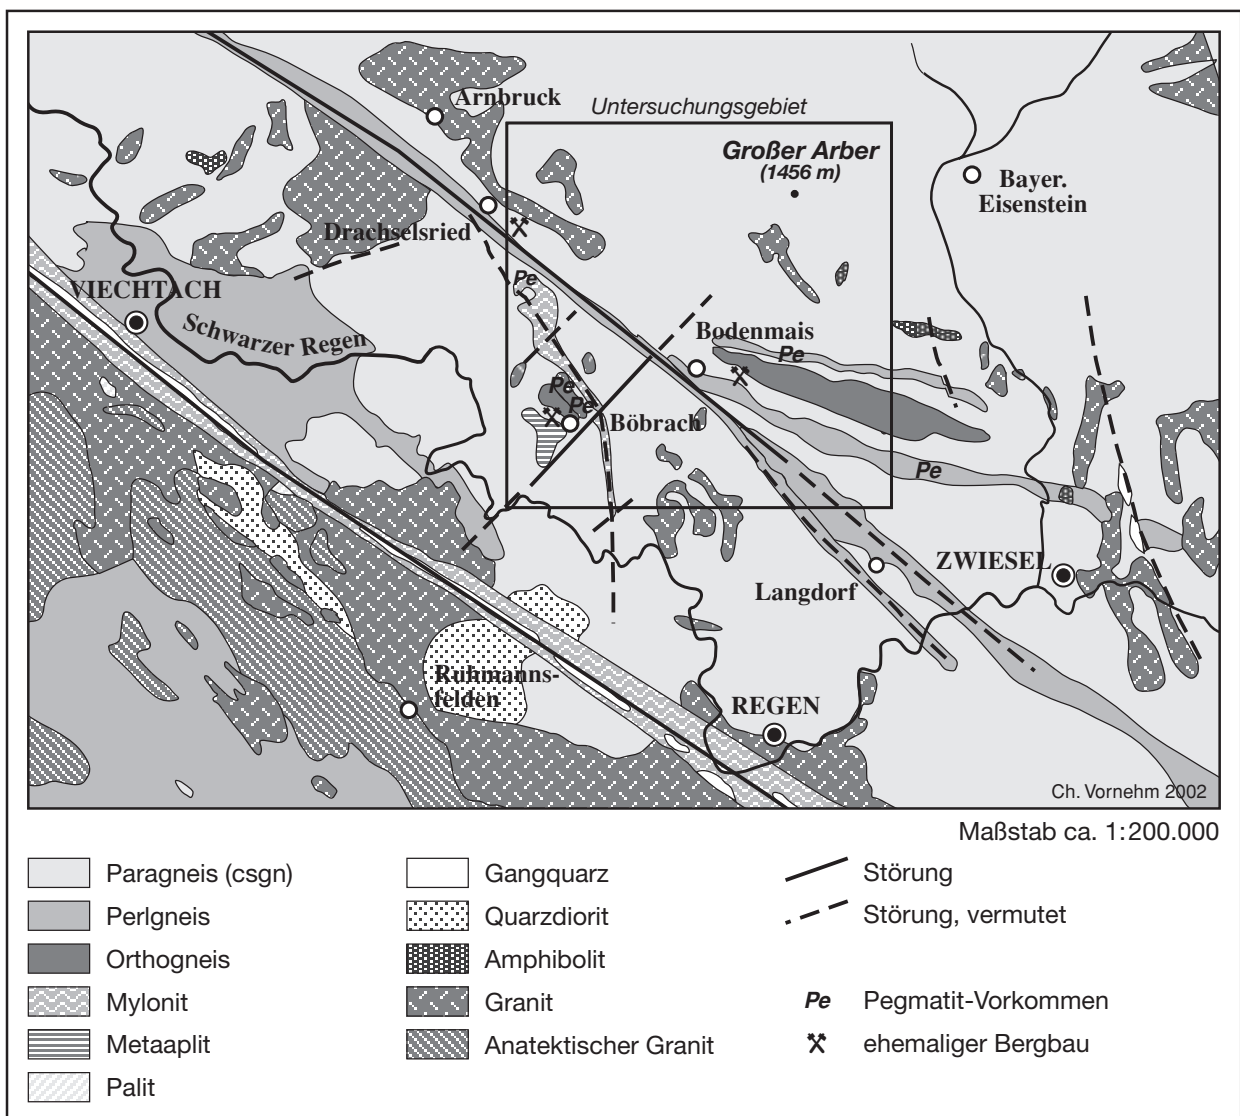 Arnbruck
Untersuchungsgebiet
Großer Arber
(1456 m)
Bayer.
Eisenstein
Drachselsried
Pe
VIECHTACH
Schwarzer Regen
Bodenmais
Pe
Pe
Pe
Böbrach
Pe
ZWIESEL
Langdorf
Ruhmanns-
felden
REGEN
Ch. Vornehm 2002
Maßstab ca. 1:200.000
Paragneis (csgn)
Perlgneis
Orthogneis
Mylonit
Metaaplit
Palit
Gangquarz
Quarzdiorit
Amphibolit
Granit
Anatektischer Granit
Störung
Störung, vermutet
Pe Pegmatit-Vorkommen
ehemaliger Bergbau